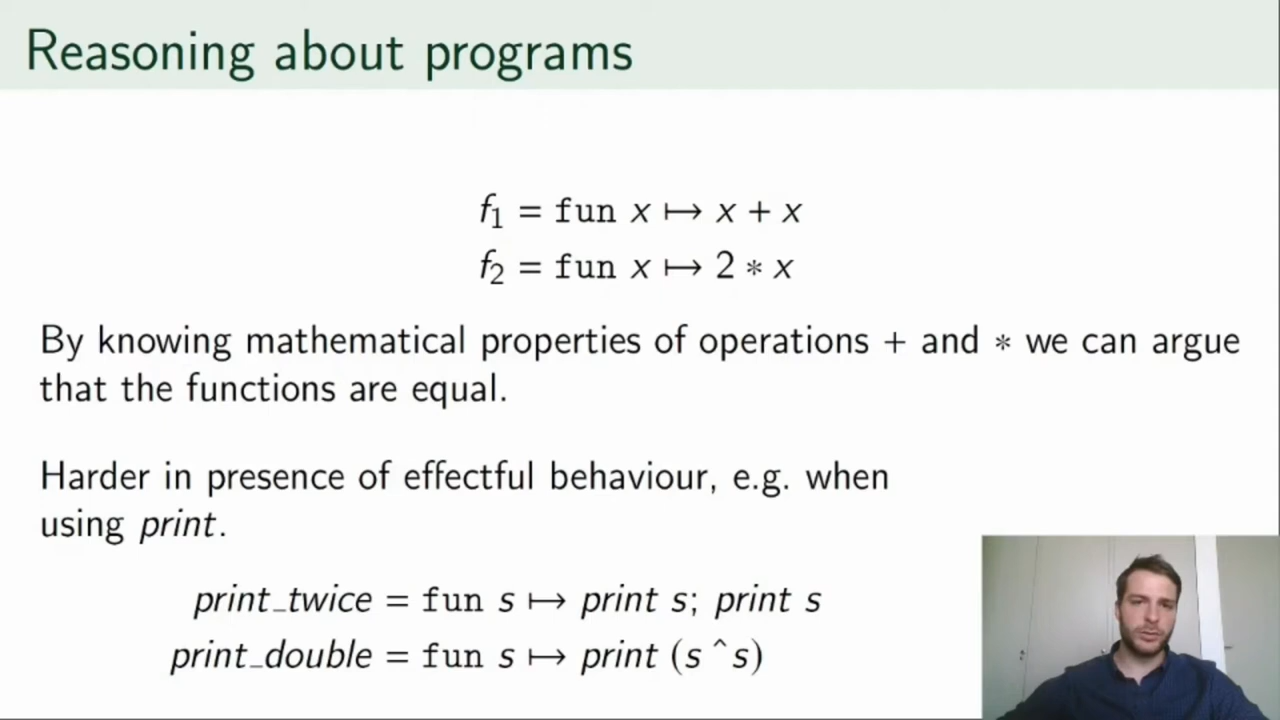 Reasoning about programs
f₁ = fun x ↦ x + x
f₂ = fun x ↦ 2 * x
By knowing mathematical properties of operations + and * we can argue
that the functions are equal.
Harder in presence of effectful behaviour, e.g. when
using print.
print_twice = fun s ↦ print s; print s
print_double = fun s ↦ print (s ^ s)